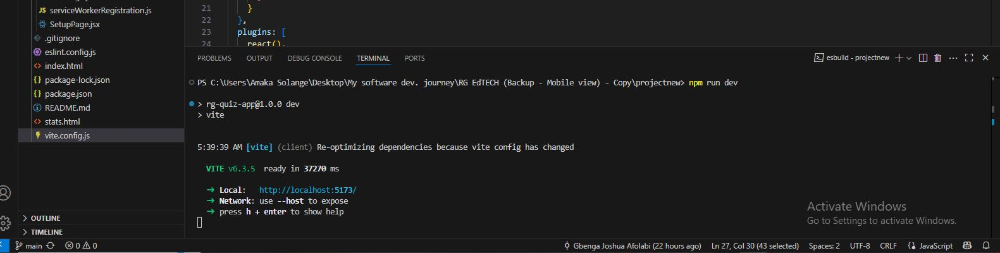 serviceWorkerRegistration.js
SetupPage.jsx
.gitignore
eslint.config.js
index.html
package-lock.json
package.json
README.md
stats.html
vite.config.js
OUTLINE
TIMELINE
21 }
22 },
23 plugins: [
24 react(),
PROBLEMS OUTPUT DEBUG CONSOLE TERMINAL PORTS
esbuild - projectnew
PS C:\Users\Amaka Solange\Desktop\My software dev. journey\RG EdTECH (Backup - Mobile view) - Copy\projectnew> npm run dev
> rg-quiz-app@1.0.0 dev
> vite
5:39:39 AM [vite] (client) Re-optimizing dependencies because vite config has changed
VITE v6.3.5 ready in 37270 ms
➜ Local: http://localhost:5173/
➜ Network: use --host to expose
➜ press h + enter to show help
Activate Windows
Go to Settings to activate Windows.
main 0 0 Gbenga Joshua Afolabi (22 hours ago) Ln 27, Col 30 (43 selected) Spaces: 2 UTF-8 CRLF JavaScript